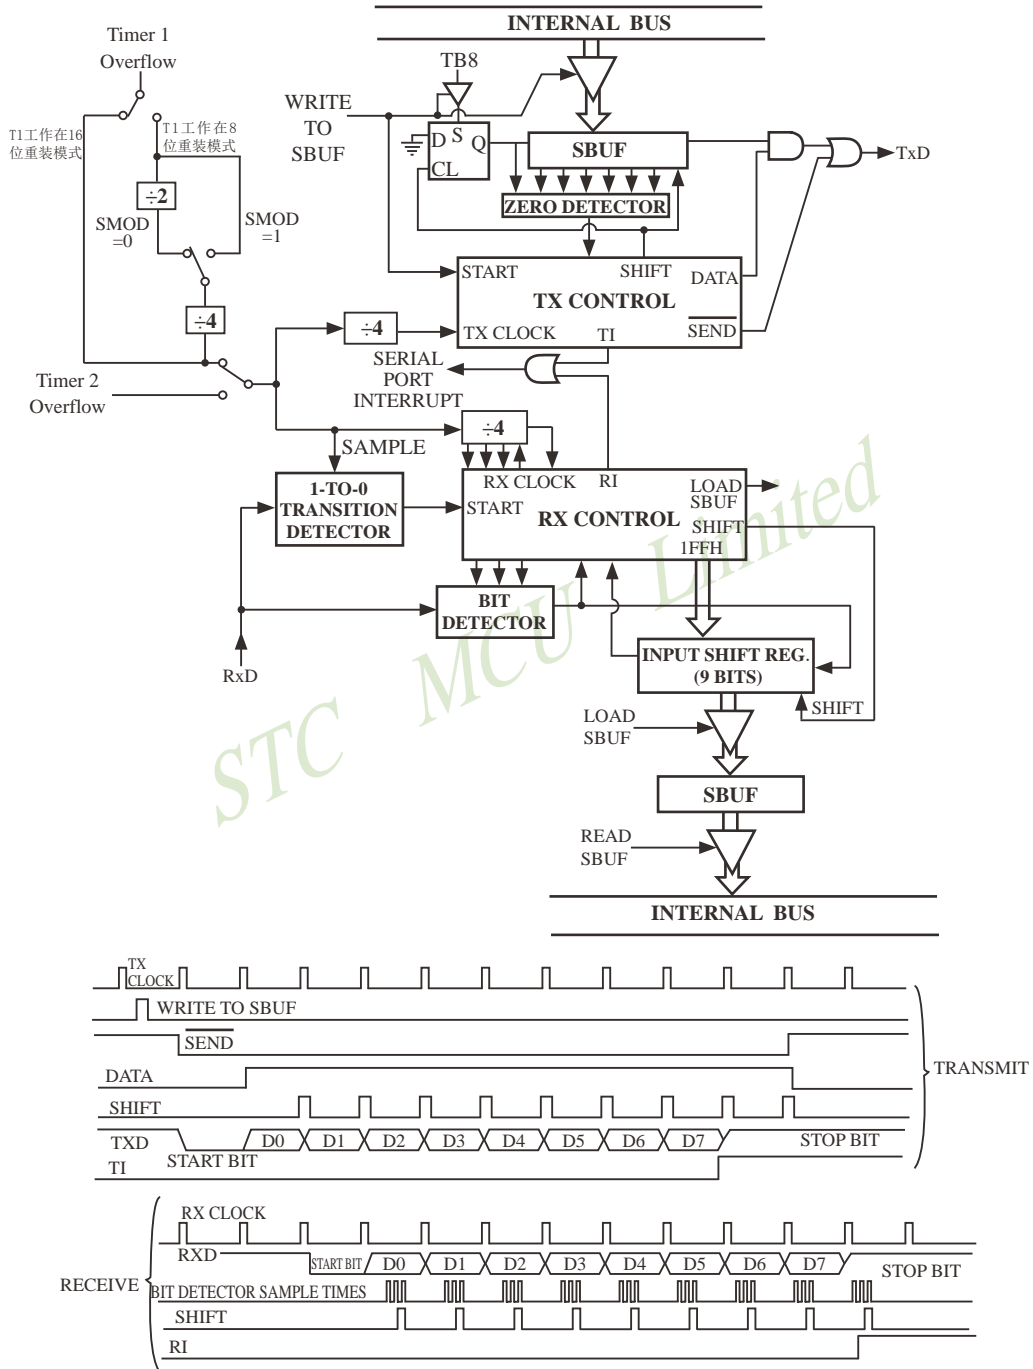 INTERNAL BUS
Timer 1
Overflow
TB8
WRITE
TO
SBUF
T1工作在16
位重装模式
T1工作在8
位重装模式
D
S
Q
CL
SBUF
TxD
÷2
ZERO DETECTOR
SMOD
=0
SMOD
=1
START
SHIFT
DATA
TX CONTROL
÷4
÷4
TX CLOCK
TI
SEND
SERIAL
PORT
INTERRUPT
Timer 2
Overflow
÷4
SAMPLE
1-TO-0
TRANSITION
DETECTOR
RX CLOCK
RI
LOAD
SBUF
START
RX CONTROL
SHIFT
1FFH
BIT
DETECTOR
INPUT SHIFT REG.
(9 BITS)
RxD
SHIFT
LOAD
SBUF
SBUF
READ
SBUF
INTERNAL BUS
STC MCU Limited
TX
CLOCK
WRITE TO SBUF
SEND
DATA
TRANSMIT
SHIFT
TXD
START BIT
D0
D1
D2
D3
D4
D5
D6
D7
STOP BIT
TI
RX CLOCK
RXD
START BIT
D0
D1
D2
D3
D4
D5
D6
D7
STOP BIT
RECEIVE
BIT DETECTOR SAMPLE TIMES
SHIFT
RI